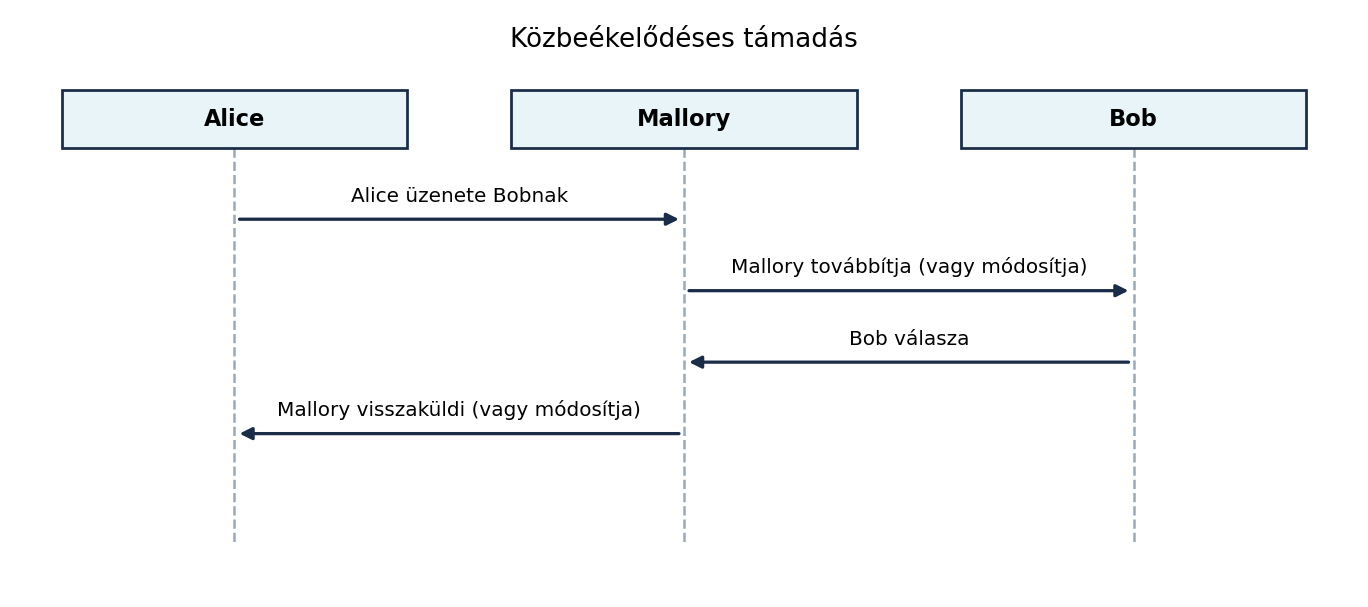 Közbeékelődéses támadás
Alice
Mallory
Bob
Alice üzenete Bobnak
Mallory továbbítja (vagy módosítja)
Bob válasza
Mallory visszaküldi (vagy módosítja)